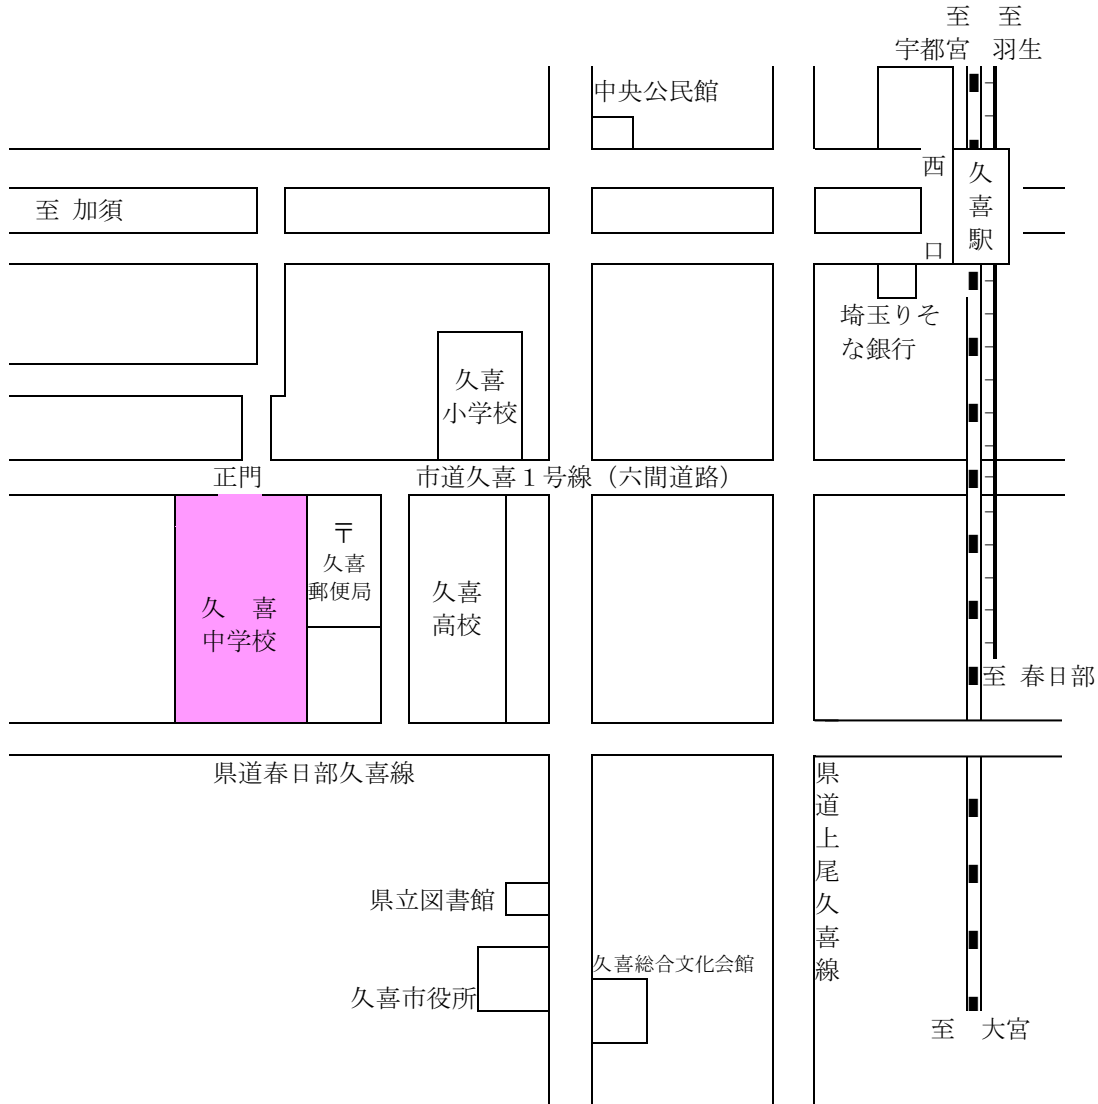 至 至
宇都宮 羽生
中央公民館
西口
久喜駅
至 加須
埼玉りそ
な銀行
久喜
小学校
正門
市道久喜1号線（六間道路）
〒
久喜
郵便局
久喜
高校
久 喜
中学校
至 春日部
県道春日部久喜線
県道上尾久喜線
県立図書館
久喜総合文化会館
久喜市役所
至 大宮